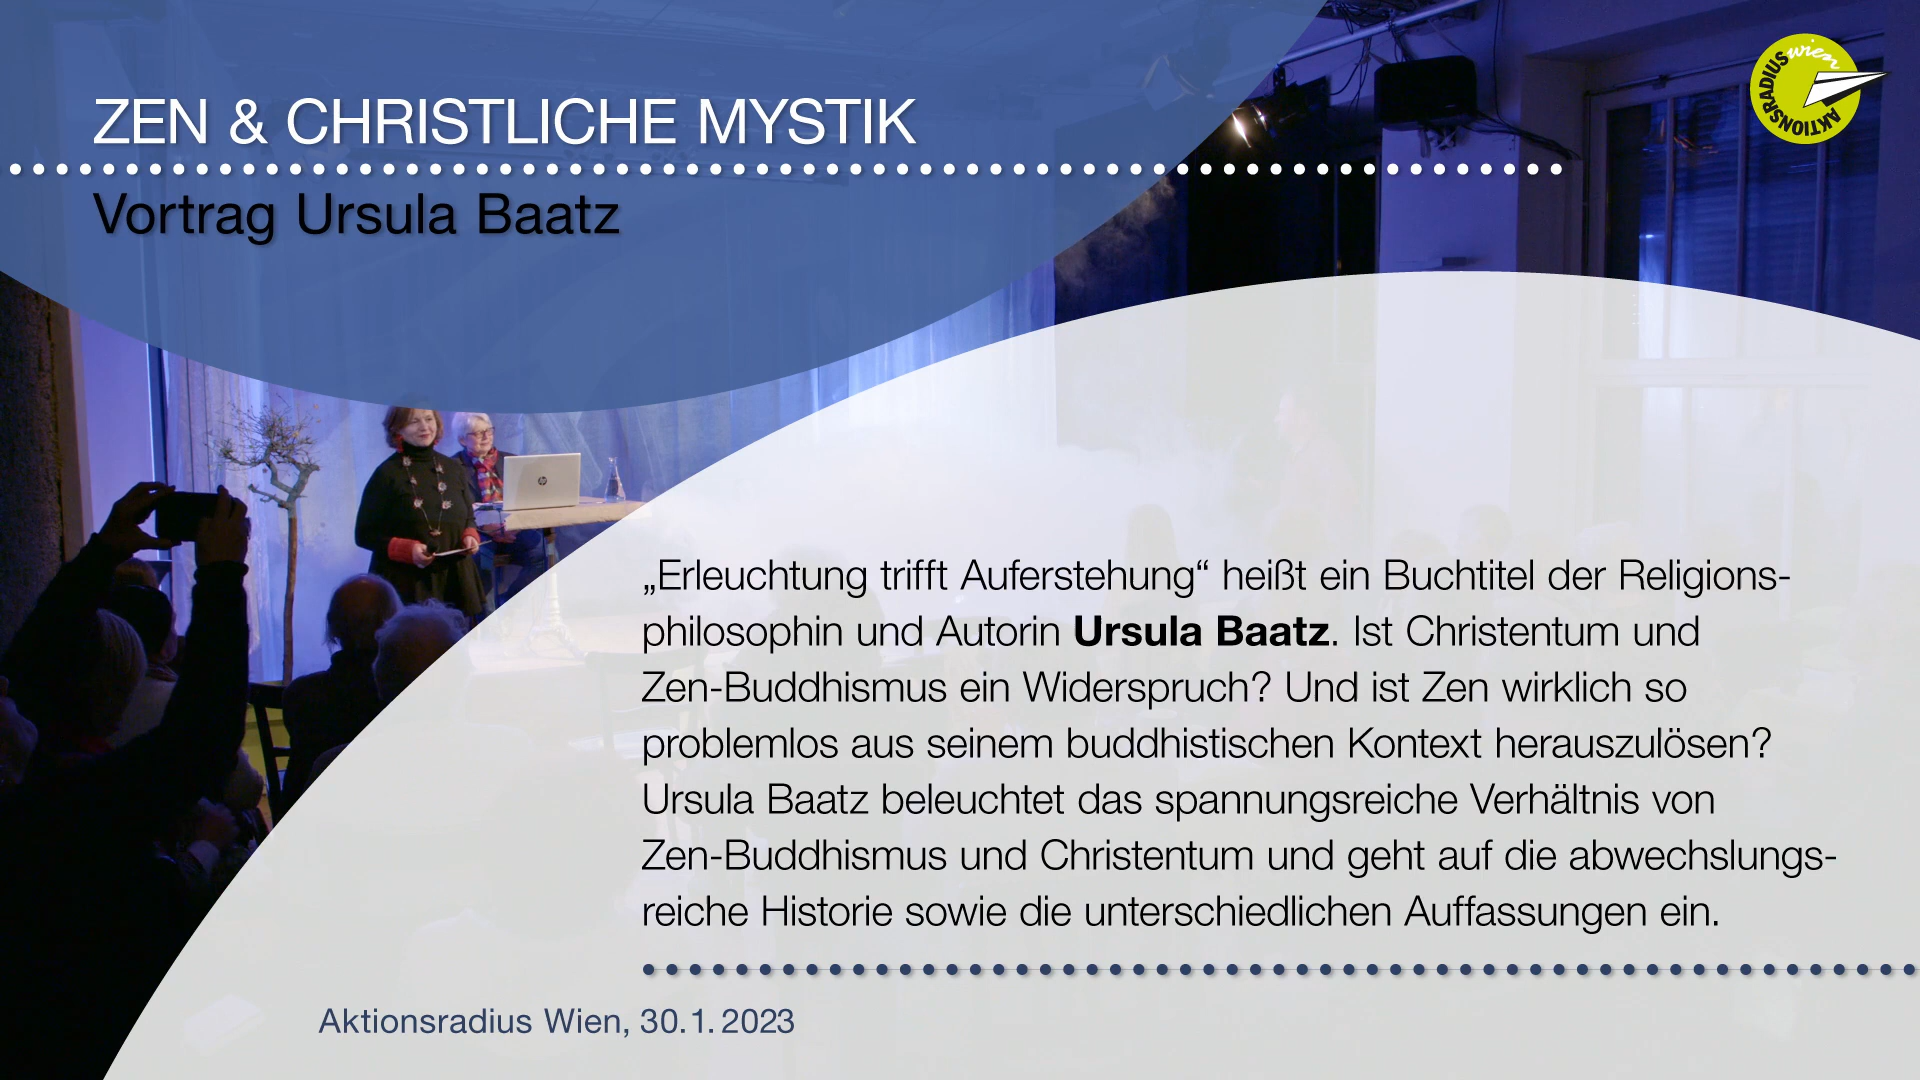 ZEN & CHRISTLICHE MYSTIK
Vortrag Ursula Baatz
AKTIONSRADIUS wien
„Erleuchtung trifft Auferstehung“ heißt ein Buchtitel der Religions-
philosophin und Autorin Ursula Baatz. Ist Christentum und
Zen-Buddhismus ein Widerspruch? Und ist Zen wirklich so
problemlos aus seinem buddhistischen Kontext herauszulösen?
Ursula Baatz beleuchtet das spannungsreiche Verhältnis von
Zen-Buddhismus und Christentum und geht auf die abwechslungs-
reiche Historie sowie die unterschiedlichen Auffassungen ein.
Aktionsradius Wien, 30.1.2023